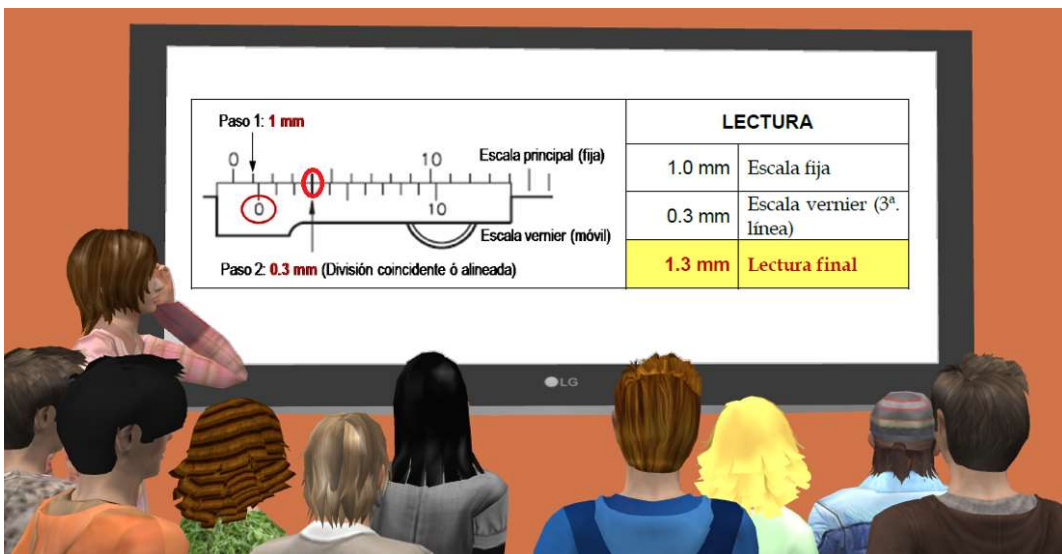 Paso 1: 1 mm
0
10
Escala principal (fija)
0
10
Escala vernier (móvil)
Paso 2: 0.3 mm (División coincidente ó alineada)
LECTURA
1.0 mm Escala fija
0.3 mm Escala vernier (3ª.
línea)
1.3 mm Lectura final
LG